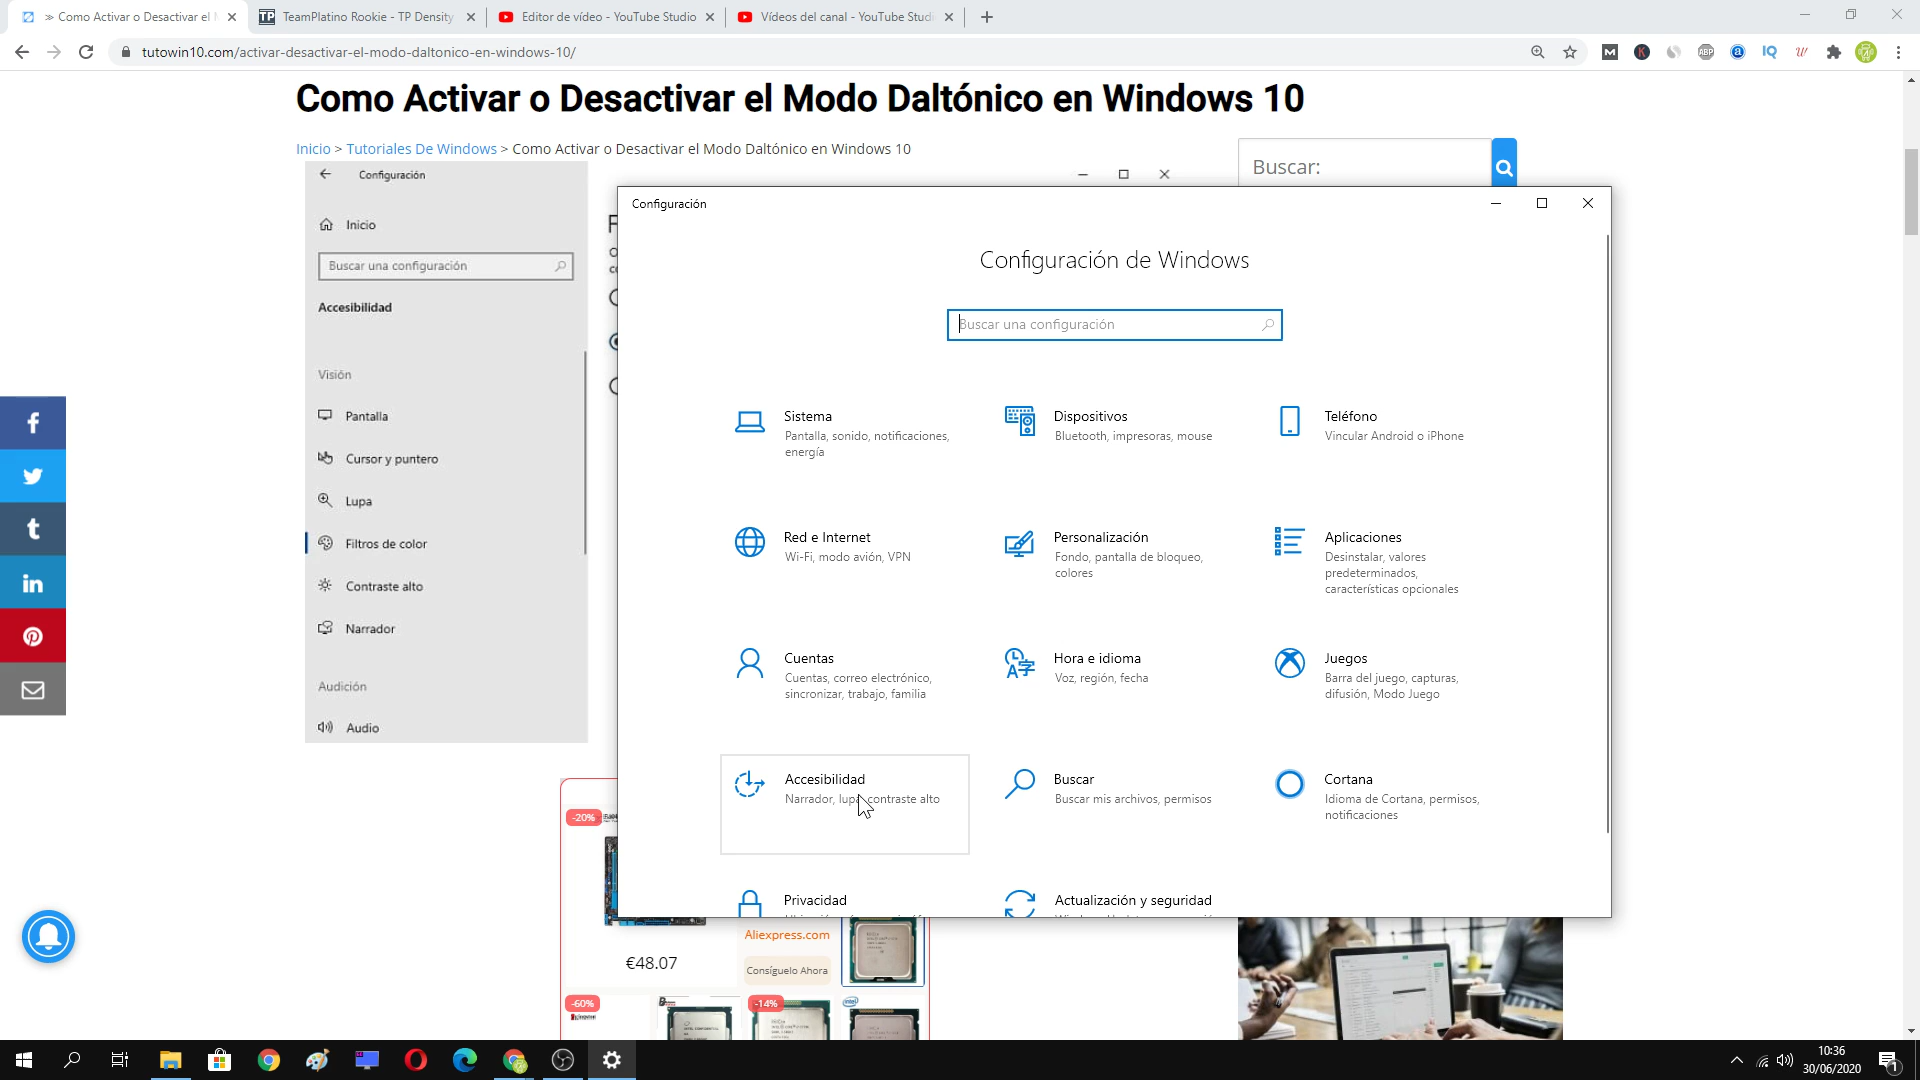 » Como Activar o Desactivar el M
TP TeamPlatino Rookie - TP Density
Editor de vídeo - YouTube Studio
Vídeos del canal - YouTube Studi
tutowin10.com/activar-desactivar-el-modo-daltonico-en-windows-10/
Como Activar o Desactivar el Modo Daltónico en Windows 10
Inicio > Tutoriales De Windows > Como Activar o Desactivar el Modo Daltónico en Windows 10
Buscar:
Configuración
Inicio
Buscar una configuración
Accesibilidad
Visión
Pantalla
Cursor y puntero
Lupa
Filtros de color
Contraste alto
Narrador
Audición
Audio
Configuración
Configuración de Windows
Buscar una configuración
Sistema
Pantalla, sonido, notificaciones,
energía
Dispositivos
Bluetooth, impresoras, mouse
Teléfono
Vincular Android o iPhone
Red e Internet
Wi-Fi, modo avión, VPN
Personalización
Fondo, pantalla de bloqueo,
colores
Aplicaciones
Desinstalar, valores
predeterminados,
características opcionales
Cuentas
Cuentas, correo electrónico,
sincronizar, trabajo, familia
Hora e idioma
Voz, región, fecha
Juegos
Barra del juego, capturas,
difusión, Modo Juego
Accesibilidad
Narrador, lupa, contraste alto
Buscar
Buscar mis archivos, permisos
Cortana
Idioma de Cortana, permisos,
notificaciones
Privacidad
Actualización y seguridad
-20%
€48.07
Aliexpress.com
Consíguelo Ahora
-60%
-14%
10:36
30/06/2020
1